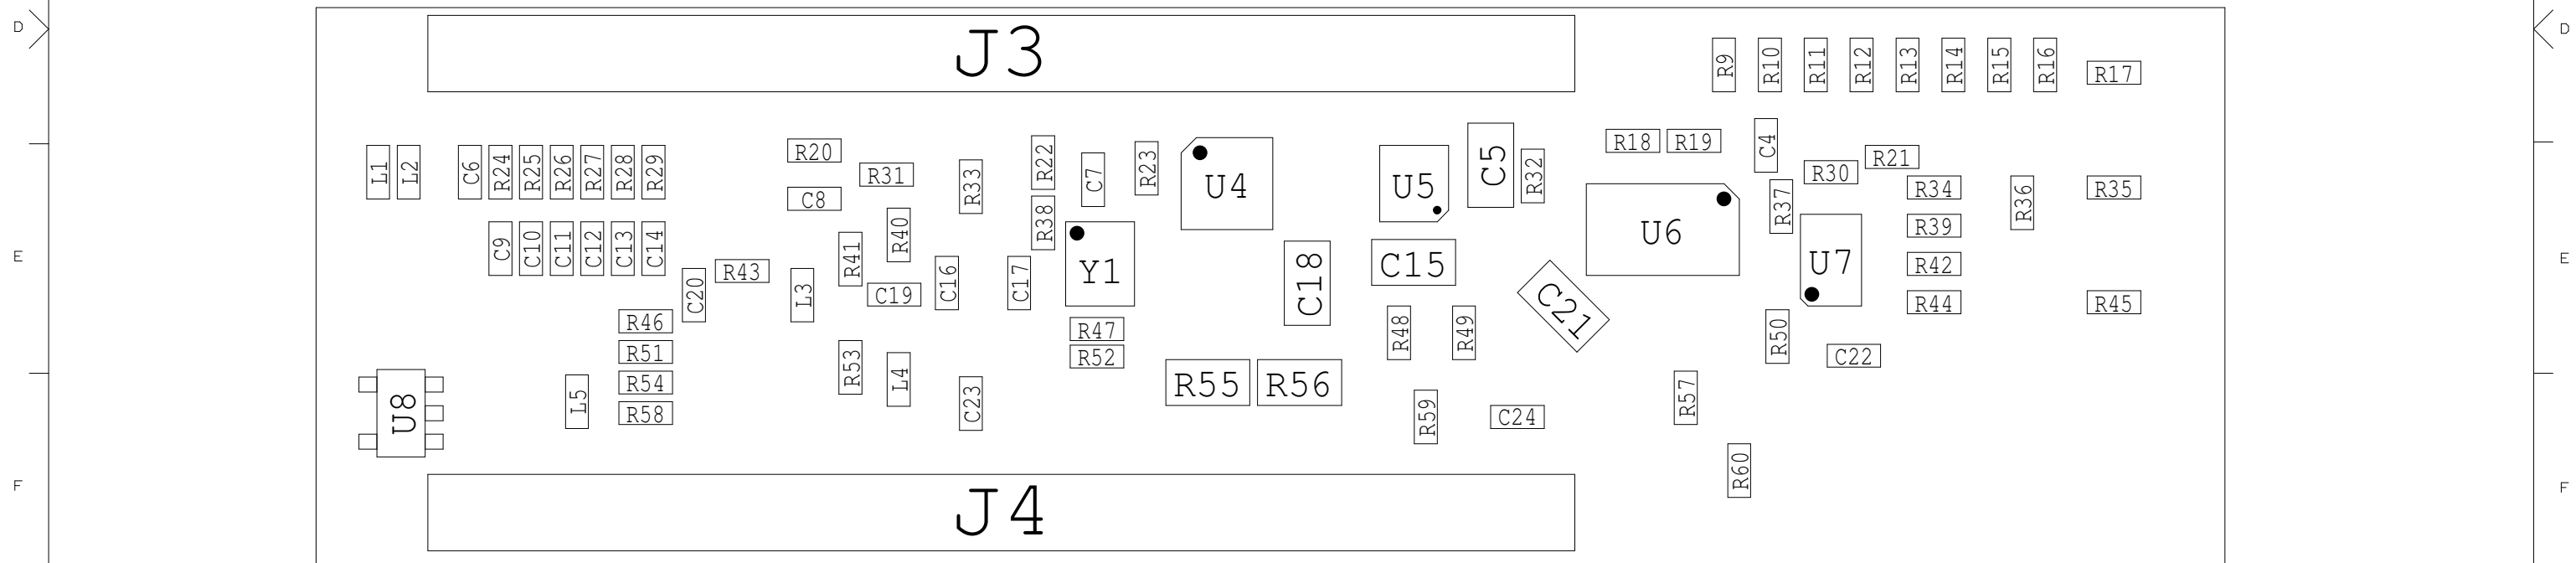 D
J3
R9
R10
R11
R12
R13
R14
R15
R16
R17
D
L1
L2
C6
R24
R25
R26
R27
R28
R29
R20
R31
C8
R33
R22
C7
R23
U4
U5
C5
R32
R18
R19
C4
R30
R21
R34
R36
R35
C9
C10
C11
C12
C13
C14
R40
R41
R38
U6
R37
R39
E
R43
C20
L3
C19
C16
C17
Y1
C18
C15
C21
U7
R42
E
R44
R45
R46
R47
R48
R49
R50
R51
R52
C22
R53
L4
R54
R55
R56
R57
U8
L5
R58
C23
R59
C24
R60
F
J4
F